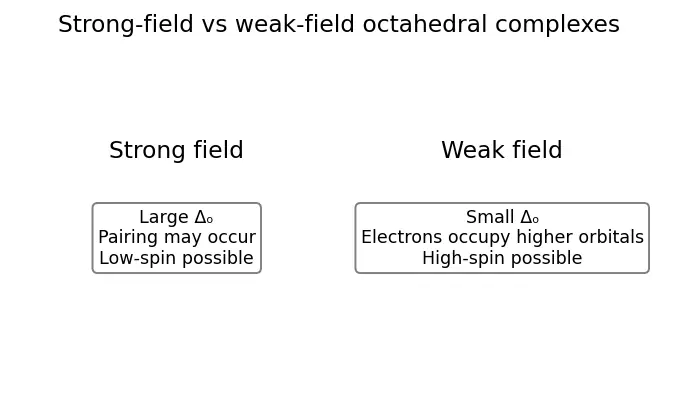 Strong-field vs weak-field octahedral complexes
Strong field
Weak field
Large Δₒ
Pairing may occur
Low-spin possible
Small Δₒ
Electrons occupy higher orbitals
High-spin possible